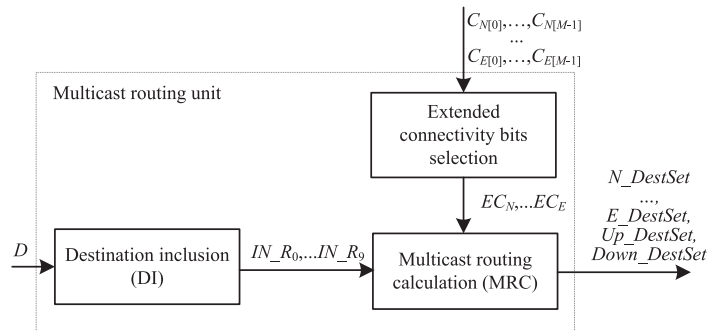 C_N[0],…,C_N[M-1]
...
C_E[0],…,C_E[M-1]
Multicast routing unit
Extended
connectivity bits
selection
N_DestSet
...,
E_DestSet,
Up_DestSet,
Down_DestSet
EC_N,...EC_E
D
Destination inclusion
(DI)
IN_R_0,...IN_R_9
Multicast routing
calculation (MRC)